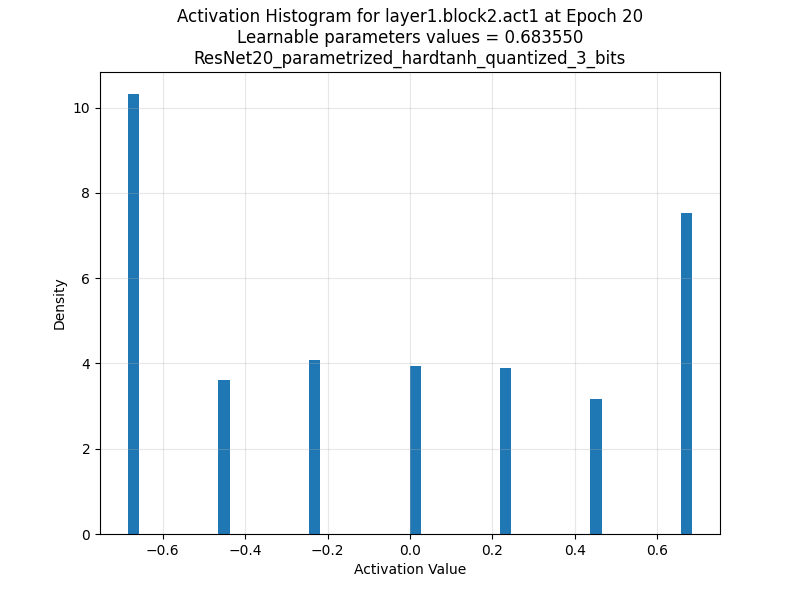 Activation Histogram for layer1.block2.act1 at Epoch 20
Learnable parameters values = 0.683550
ResNet20_parametrized_hardtanh_quantized_3_bits
10
8
6
4
2
0
Density
−0.6 −0.4 −0.2 0.0 0.2 0.4 0.6
Activation Value